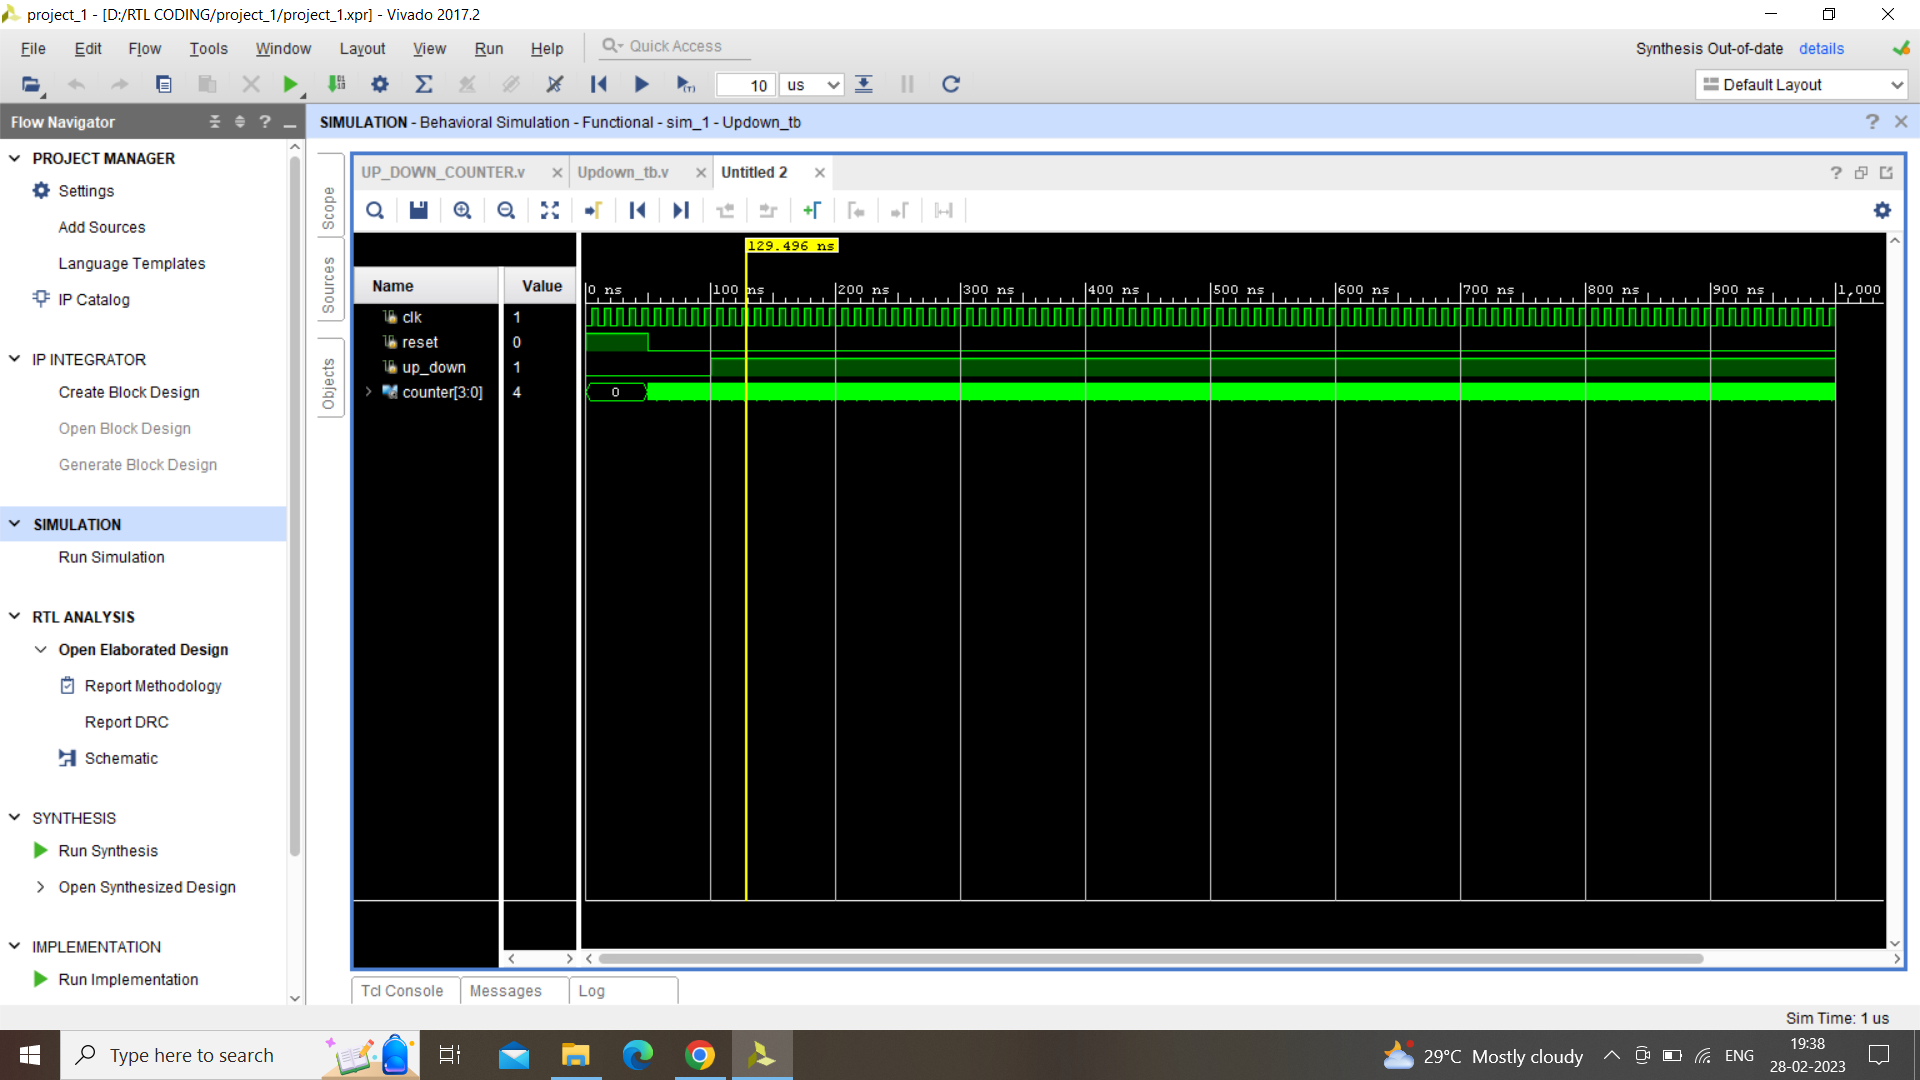 project_1 - [D:/RTL CODING/project_1/project_1.xpr] - Vivado 2017.2
File Edit Flow Tools Window Layout View Run Help Quick Access
Synthesis Out-of-date details
10 us
Default Layout
Flow Navigator
SIMULATION - Behavioral Simulation - Functional - sim_1 - Updown_tb
PROJECT MANAGER
Settings
Add Sources
Language Templates
IP Catalog
IP INTEGRATOR
Create Block Design
Open Block Design
Generate Block Design
SIMULATION
Run Simulation
RTL ANALYSIS
Open Elaborated Design
Report Methodology
Report DRC
Schematic
SYNTHESIS
Run Synthesis
Open Synthesized Design
IMPLEMENTATION
Run Implementation
Scope
Sources
Objects
UP_DOWN_COUNTER.v Updown_tb.v Untitled 2
129.496 ns
Name Value
0 ns 100 ns 200 ns 300 ns 400 ns 500 ns 600 ns 700 ns 800 ns 900 ns 1,000
clk 1
reset 0
up_down 1
counter[3:0] 4 0
Tcl Console Messages Log
Sim Time: 1 us
Type here to search
29°C Mostly cloudy ENG
19:38
28-02-2023